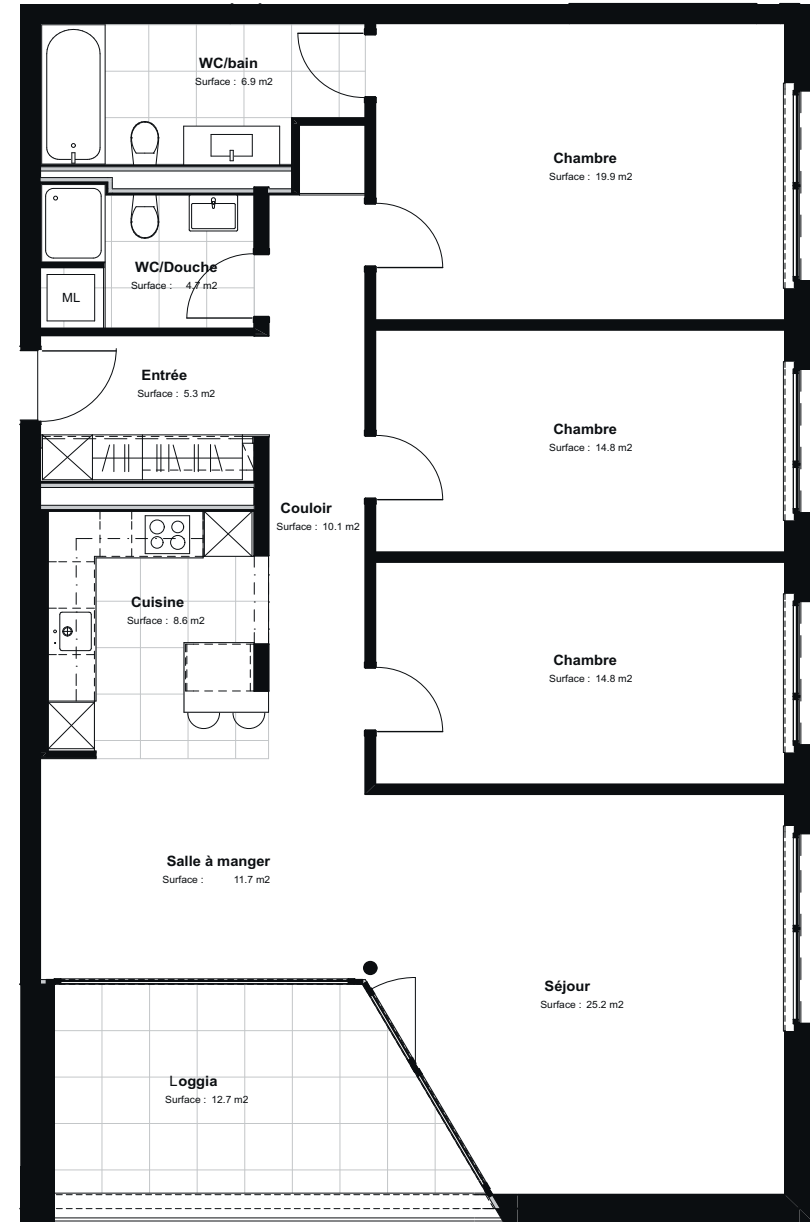 WC/bain
Surface : 6.9 m2
Chambre
Surface : 19.9 m2
WC/Douche
Surface : 4.7 m2
ML
Entrée
Surface : 5.3 m2
Chambre
Surface : 14.8 m2
Couloir
Surface : 10.1 m2
Cuisine
Surface : 8.6 m2
Chambre
Surface : 14.8 m2
Salle à manger
Surface : 11.7 m2
Séjour
Surface : 25.2 m2
Loggia
Surface : 12.7 m2